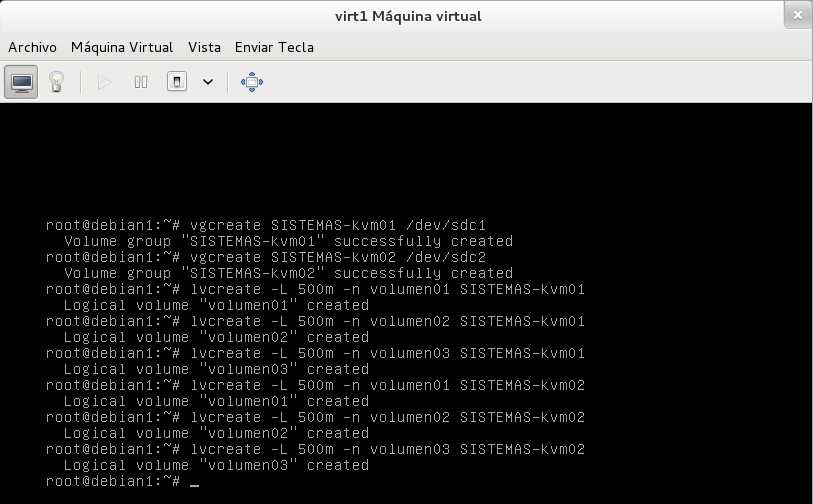 virt1 Máquina virtual
Archivo Máquina Virtual Vista Enviar Tecla
root@debian1:~# vgcreate SISTEMAS-kvm01 /dev/sdc1
  Volume group "SISTEMAS-kvm01" successfully created
root@debian1:~# vgcreate SISTEMAS-kvm02 /dev/sdc2
  Volume group "SISTEMAS-kvm02" successfully created
root@debian1:~# lvcreate -L 500m -n volumen01 SISTEMAS-kvm01
  Logical volume "volumen01" created
root@debian1:~# lvcreate -L 500m -n volumen02 SISTEMAS-kvm01
  Logical volume "volumen02" created
root@debian1:~# lvcreate -L 500m -n volumen03 SISTEMAS-kvm01
  Logical volume "volumen03" created
root@debian1:~# lvcreate -L 500m -n volumen01 SISTEMAS-kvm02
  Logical volume "volumen01" created
root@debian1:~# lvcreate -L 500m -n volumen02 SISTEMAS-kvm02
  Logical volume "volumen02" created
root@debian1:~# lvcreate -L 500m -n volumen03 SISTEMAS-kvm02
  Logical volume "volumen03" created
root@debian1:~# _